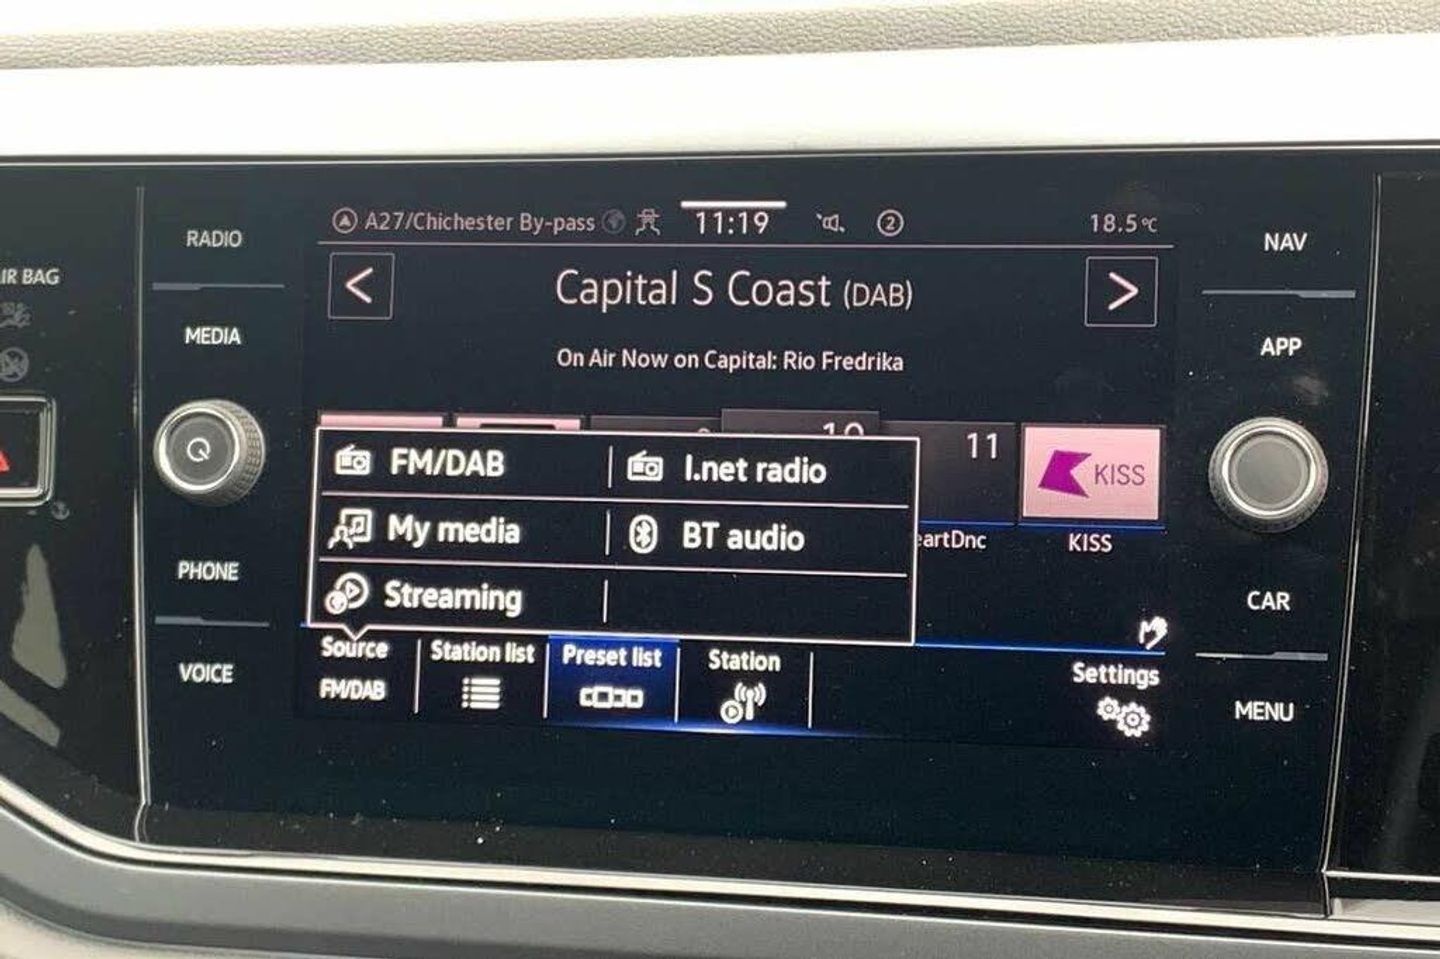 RADIO
IR BAG
MEDIA
PHONE
VOICE
A27/Chichester By-pass
11:19
2
18.5°C
<
Capital S Coast (DAB)
>
On Air Now on Capital: Rio Fredrika
10
11
KISS
eartDnc
KISS
FM/DAB
I.net radio
My media
BT audio
Streaming
Source
FM/DAB
Station list
Preset list
Station
Settings
NAV
APP
CAR
MENU